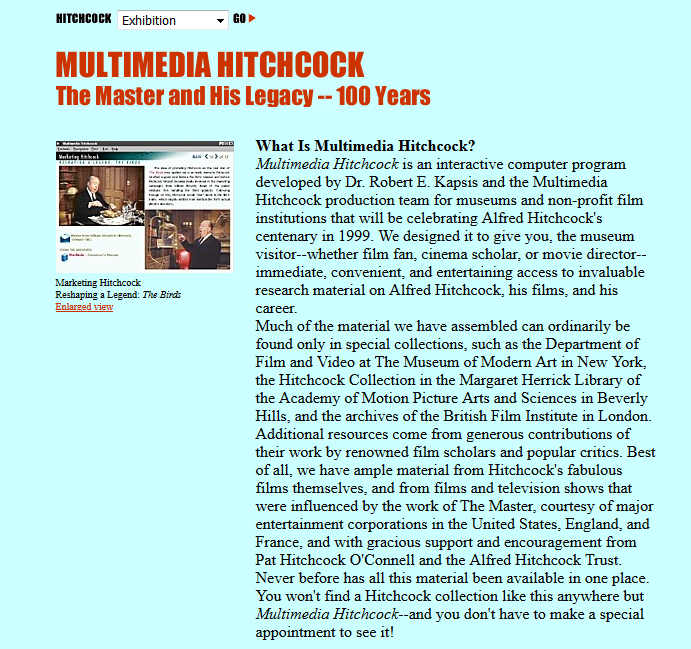 HITCHCOCK Exhibition GO
MULTIMEDIA HITCHCOCK
The Master and His Legacy -- 100 Years
Marketing Hitchcock
RESHAPING A LEGEND: THE BIRDS
Marketing Hitchcock
Reshaping a Legend: The Birds
Enlarged view
What Is Multimedia Hitchcock?
Multimedia Hitchcock is an interactive computer program
developed by Dr. Robert E. Kapsis and the Multimedia
Hitchcock production team for museums and non-profit film
institutions that will be celebrating Alfred Hitchcock's
centenary in 1999. We designed it to give you, the museum
visitor--whether film fan, cinema scholar, or movie director--
immediate, convenient, and entertaining access to invaluable
research material on Alfred Hitchcock, his films, and his
career.
Much of the material we have assembled can ordinarily be
found only in special collections, such as the Department of
Film and Video at The Museum of Modern Art in New York,
the Hitchcock Collection in the Margaret Herrick Library of
the Academy of Motion Picture Arts and Sciences in Beverly
Hills, and the archives of the British Film Institute in London.
Additional resources come from generous contributions of
their work by renowned film scholars and popular critics. Best
of all, we have ample material from Hitchcock's fabulous
films themselves, and from films and television shows that
were influenced by the work of The Master, courtesy of major
entertainment corporations in the United States, England, and
France, and with gracious support and encouragement from
Pat Hitchcock O'Connell and the Alfred Hitchcock Trust.
Never before has all this material been available in one place.
You won't find a Hitchcock collection like this anywhere but
Multimedia Hitchcock--and you don't have to make a special
appointment to see it!